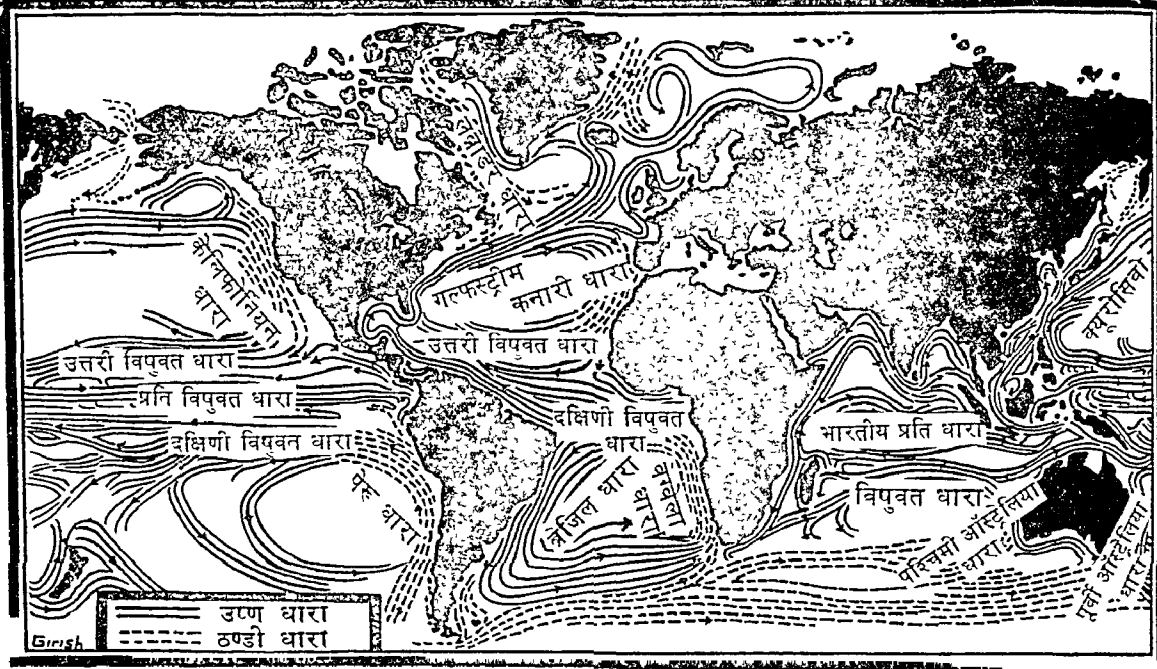 लेब्रोडोर धारा
कैलिफोर्नियन
धारा
गल्फस्ट्रीम
कनारी धारा
क्यूरोसिवो
उत्तरी विषुवत धारा
उत्तरी विषुवत धारा
प्रति विषुवत धारा
दक्षिणी विषुवत धारा
दक्षिणी विषुवत
धारा
भारतीय प्रति धारा
पेरू धारा
ब्राजिल धारा
धारा
विषुवत धारा
पश्चिमी ऑस्ट्रेलिया
धारा
पूर्वी ऑस्ट्रेलिया
धारा
उष्ण धारा
ठण्डी धारा
Girish